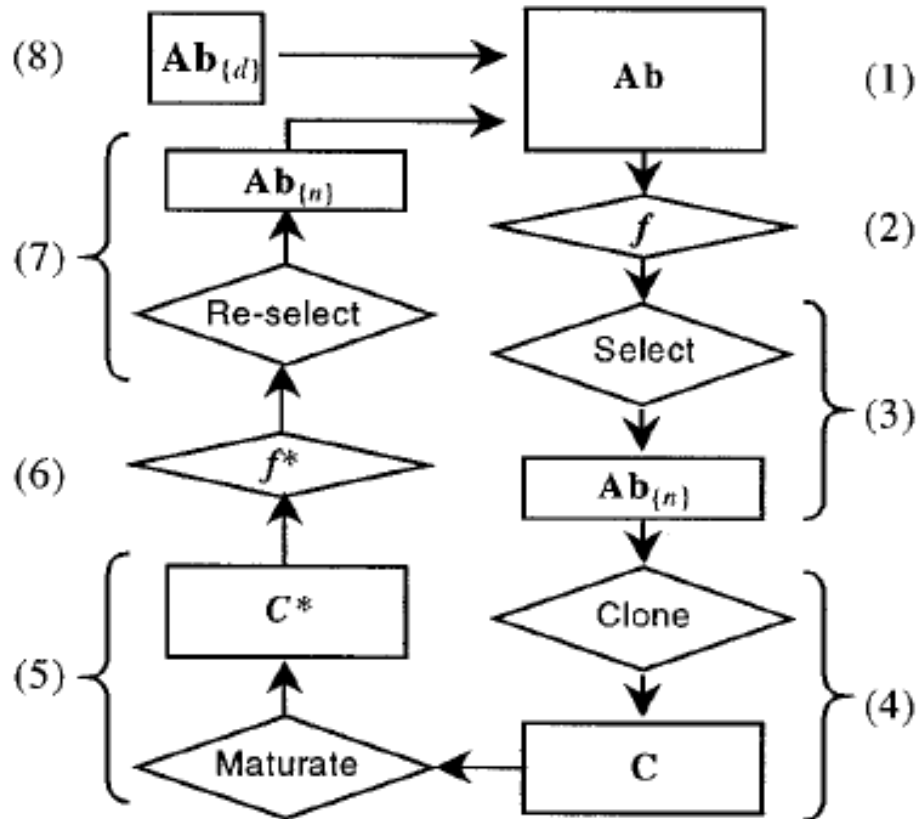 (8)
Ab{d}
Ab
(1)
Ab{n}
f
(2)
(7)
Re-select
Select
(3)
(6)
f*
Ab{n}
C*
Clone
(5)
(4)
Maturate
C